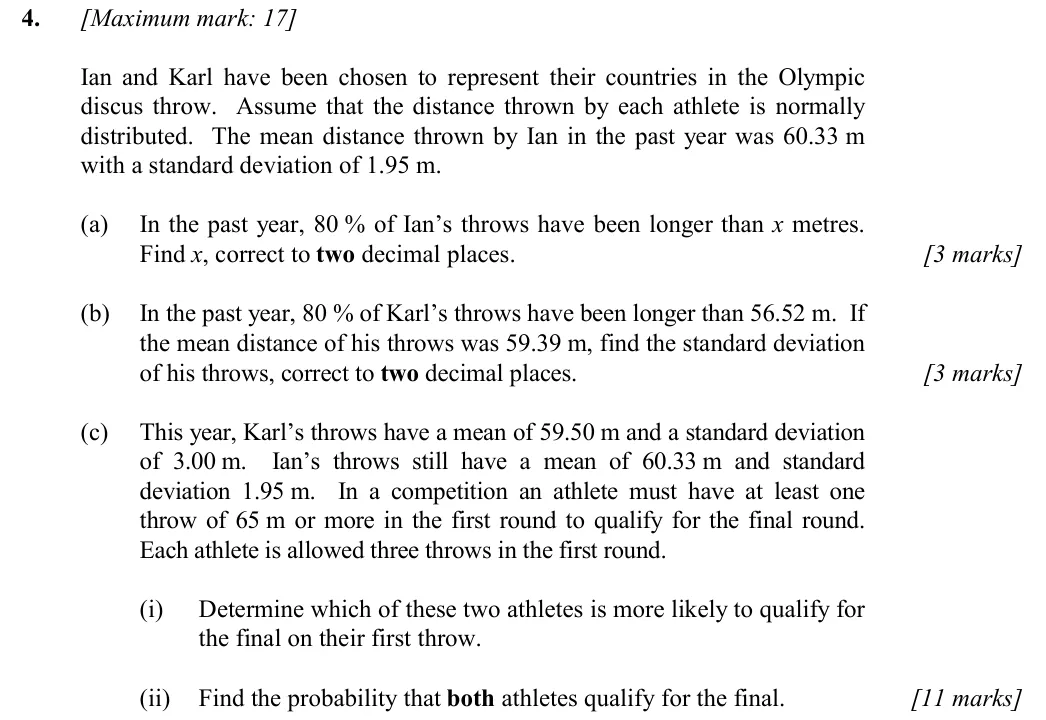 4. [Maximum mark: 17]
Ian and Karl have been chosen to represent their countries in the Olympic
discus throw. Assume that the distance thrown by each athlete is normally
distributed. The mean distance thrown by Ian in the past year was 60.33 m
with a standard deviation of 1.95 m.
(a) In the past year, 80 % of Ian’s throws have been longer than x metres.
Find x, correct to two decimal places. [3 marks]
(b) In the past year, 80 % of Karl’s throws have been longer than 56.52 m. If
the mean distance of his throws was 59.39 m, find the standard deviation
of his throws, correct to two decimal places. [3 marks]
(c) This year, Karl’s throws have a mean of 59.50 m and a standard deviation
of 3.00 m. Ian’s throws still have a mean of 60.33 m and standard
deviation 1.95 m. In a competition an athlete must have at least one
throw of 65 m or more in the first round to qualify for the final round.
Each athlete is allowed three throws in the first round.
(i) Determine which of these two athletes is more likely to qualify for
the final on their first throw.
(ii) Find the probability that both athletes qualify for the final. [11 marks]